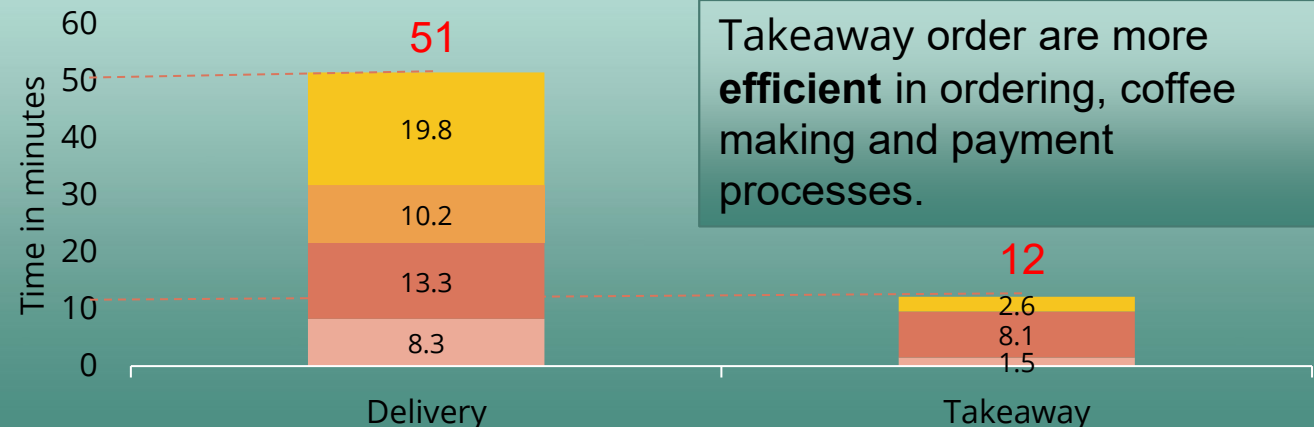 60
50
40
30
20
10
0
Time in minutes
51
19.8
10.2
13.3
8.3
Delivery
Takeaway order are more
efficient in ordering, coffee
making and payment
processes.
12
2.6
8.1
1.5
Takeaway